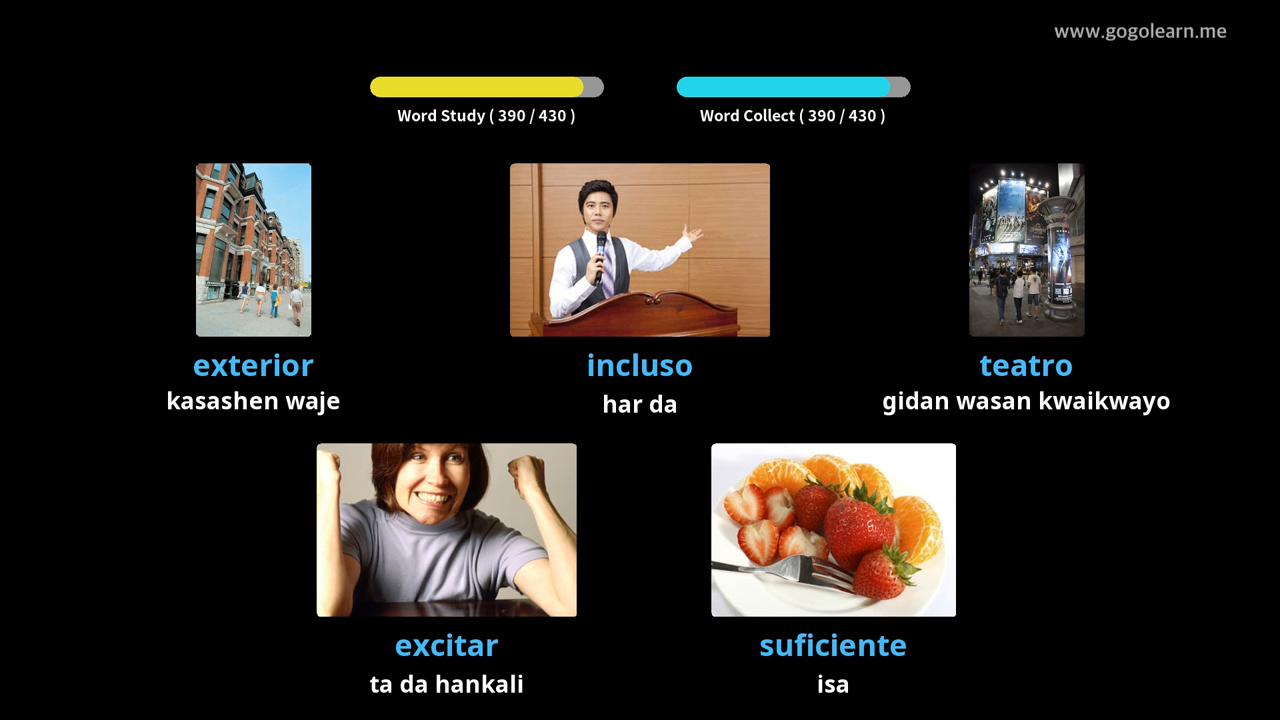 www.gogolearn.me
Word Study ( 390 / 430 )
Word Collect ( 390 / 430 )
exterior
kasashen waje
incluso
har da
teatro
gidan wasan kwaikwayo
excitar
ta da hankali
suficiente
isa